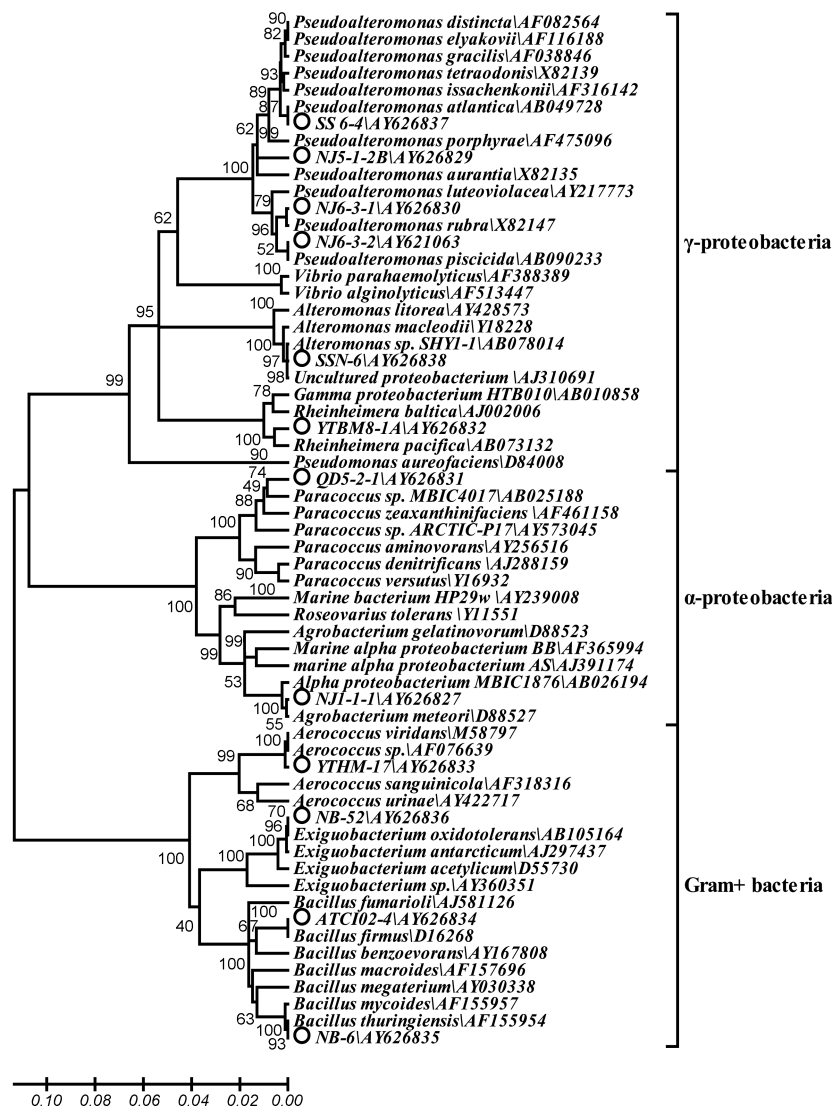 90
Pseudoalteromonas distincta\AF082564
82
Pseudoalteromonas elyakovii\AF116188
Pseudoalteromonas gracilis\AF038846
93
Pseudoalteromonas tetraodonis\X82139
89
Pseudoalteromonas issachenkonii\AF316142
87
Pseudoalteromonas atlantica\AB049728
SS 6-4\AY626837
62
99
Pseudoalteromonas porphyrae\AF475096
NJ5-1-2B\AY626829
100
Pseudoalteromonas aurantia\X82135
Pseudoalteromonas luteoviolacea\AY217773
79
NJ6-3-1\AY626830
62
96
Pseudoalteromonas rubra\X82147
NJ6-3-2\AY621063
γ-proteobacteria
52
Pseudoalteromonas piscicida\AB090233
100
Vibrio parahaemolyticus\AF388389
Vibrio alginolyticus\AF513447
95
100
Alteromonas litorea\AY428573
Alteromonas macleodii\Y18228
100
Alteromonas sp. SHY1-1\AB078014
97
SSN-6\AY626838
99
98
Uncultured proteobacterium \AJ310691
78
Gamma proteobacterium HTB010\AB010858
Rheinheimera baltica\AJ002006
YTBM8-1A\AY626832
100
Rheinheimera pacifica\AB073132
90
Pseudomonas aureofaciens\D84008
74
QD5-2-1\AY626831
49
Paracoccus sp. MBIC4017\AB025188
88
Paracoccus zeaxanthinifaciens \AF461158
100
Paracoccus sp. ARCTIC-P17\AY573045
Paracoccus aminovorans\AY256516
Paracoccus denitrificans \AJ288159
90
Paracoccus versutus\Y16932
100
86
Marine bacterium HP29w \AY239008
α-proteobacteria
100
Roseovarius tolerans \Y11551
Agrobacterium gelatinovorum\D88523
99
99
Marine alpha proteobacterium BB\AF365994
marine alpha proteobacterium AS\AJ391174
53
Alpha proteobacterium MBIC1876\AB026194
NJ1-1-1\AY626827
100
Agrobacterium meteori\D88527
55
Aerococcus viridans\M58797
100
Aerococcus sp.\AF076639
99
YTHM-17\AY626833
Aerococcus sanguinicola\AF318316
68
Aerococcus urinae\AY422717
70
NB-52\AY626836
96
Exiguobacterium oxidotolerans\AB105164
100
Exiguobacterium antarcticum\AJ297437
100
100
Exiguobacterium acetylicum\D55730
Exiguobacterium sp.\AY360351
Gram+ bacteria
Bacillus fumarioli\AJ581126
100
40
67
ATCI02-4\AY626834
Bacillus firmus\D16268
Bacillus benzoevorans\AY167808
100
Bacillus macroides\AF157696
Bacillus megaterium\AY030338
Bacillus mycoides\AF155957
63
Bacillus thuringiensis\AF155954
100
NB-6\AY626835
93
0.10 0.08 0.06 0.04 0.02 0.00